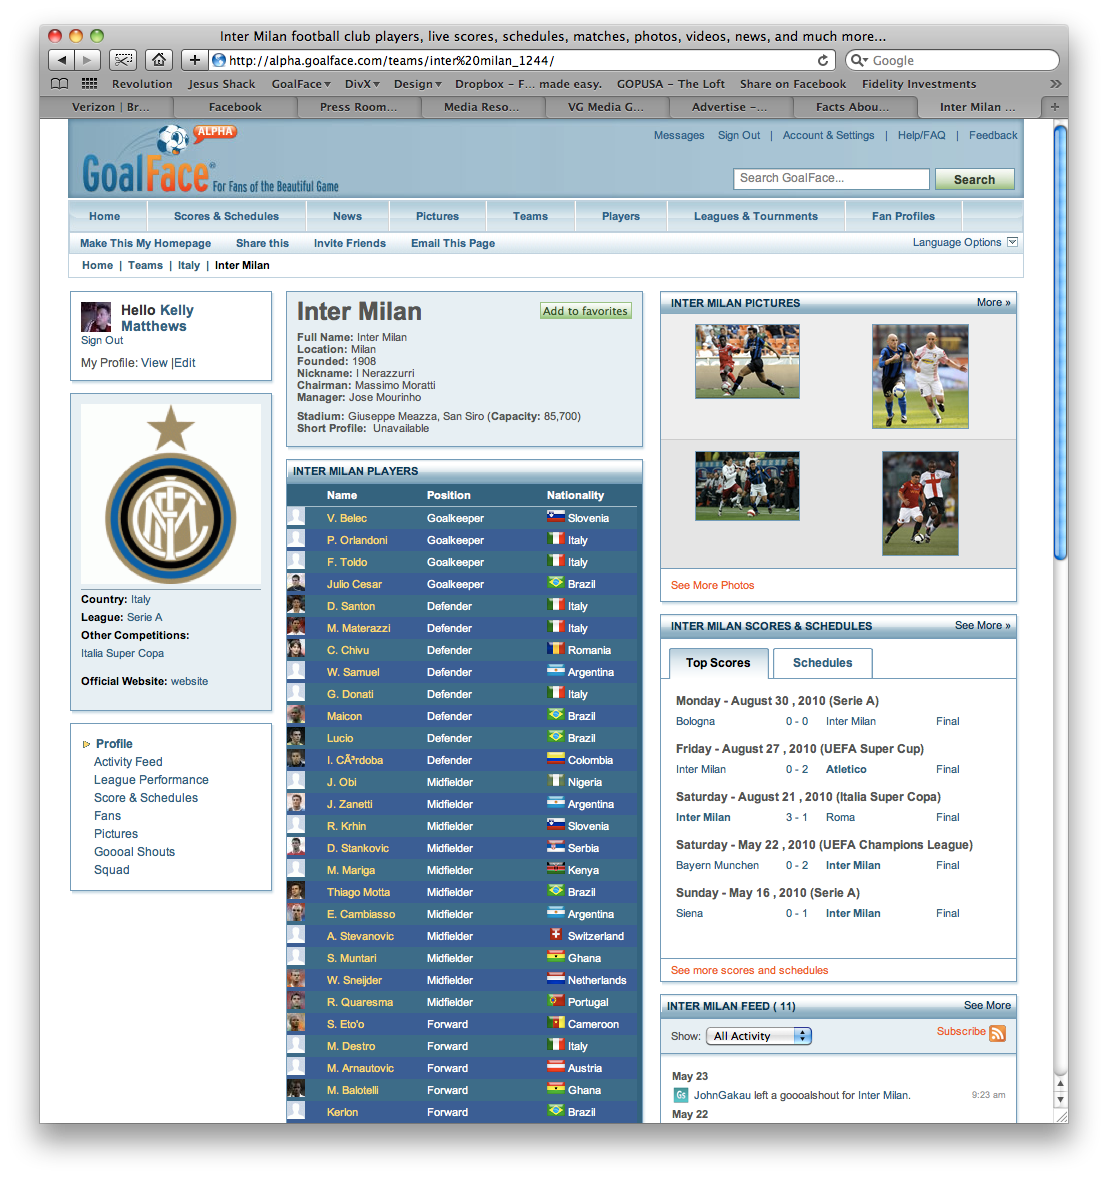 Inter Milan football club players, live scores, schedules, matches, photos, videos, news, and much more...
http://alpha.goalface.com/teams/inter%20milan_1244/
Google
Revolution Jesus Shack GoalFace DivX Design Dropbox – F... made easy. GOPUSA – The Loft Share on Facebook Fidelity Investments
Verizon | Br... Facebook Press Room... Media Reso... VG Media G... Advertise –... Facts Abou... Inter Milan ...
ALPHA
GoalFace® For Fans of the Beautiful Game
Messages Sign Out | Account & Settings | Help/FAQ | Feedback
Search GoalFace... Search
Home Scores & Schedules News Pictures Teams Players Leagues & Tournments Fan Profiles
Make This My Homepage Share this Invite Friends Email This Page Language Options
Home | Teams | Italy | Inter Milan
Hello Kelly
Matthews
Sign Out
My Profile: View |Edit
Country: Italy
League: Serie A
Other Competitions:
Italia Super Copa
Official Website: website
Profile
Activity Feed
League Performance
Score & Schedules
Fans
Pictures
Goooal Shouts
Squad
Inter Milan
Add to favorites
Full Name: Inter Milan
Location: Milan
Founded: 1908
Nickname: I Nerazzurri
Chairman: Massimo Moratti
Manager: Jose Mourinho
Stadium: Giuseppe Meazza, San Siro (Capacity: 85,700)
Short Profile: Unavailable
INTER MILAN PLAYERS
Name Position Nationality
V. Belec Goalkeeper Slovenia
P. Orlandoni Goalkeeper Italy
F. Toldo Goalkeeper Italy
Julio Cesar Goalkeeper Brazil
D. Santon Defender Italy
M. Materazzi Defender Italy
C. Chivu Defender Romania
W. Samuel Defender Argentina
G. Donati Defender Italy
Maicon Defender Brazil
Lucio Defender Brazil
I. CÃ³rdoba Defender Colombia
J. Obi Midfielder Nigeria
J. Zanetti Midfielder Argentina
R. Krhin Midfielder Slovenia
D. Stankovic Midfielder Serbia
M. Mariga Midfielder Kenya
Thiago Motta Midfielder Brazil
E. Cambiasso Midfielder Argentina
A. Stevanovic Midfielder Switzerland
S. Muntari Midfielder Ghana
W. Sneijder Midfielder Netherlands
R. Quaresma Midfielder Portugal
S. Eto'o Forward Cameroon
M. Destro Forward Italy
M. Arnautovic Forward Austria
M. Balotelli Forward Ghana
Kerlon Forward Brazil
INTER MILAN PICTURES More »
See More Photos
INTER MILAN SCORES & SCHEDULES See More »
Top Scores Schedules
Monday - August 30 , 2010 (Serie A)
Bologna 0 - 0 Inter Milan Final
Friday - August 27 , 2010 (UEFA Super Cup)
Inter Milan 0 - 2 Atletico Final
Saturday - August 21 , 2010 (Italia Super Copa)
Inter Milan 3 - 1 Roma Final
Saturday - May 22 , 2010 (UEFA Champions League)
Bayern Munchen 0 - 2 Inter Milan Final
Sunday - May 16 , 2010 (Serie A)
Siena 0 - 1 Inter Milan Final
See more scores and schedules
INTER MILAN FEED ( 11) See More
Show: All Activity Subscribe
May 23
Gs JohnGakau left a goooalshout for Inter Milan. 9:23 am
May 22